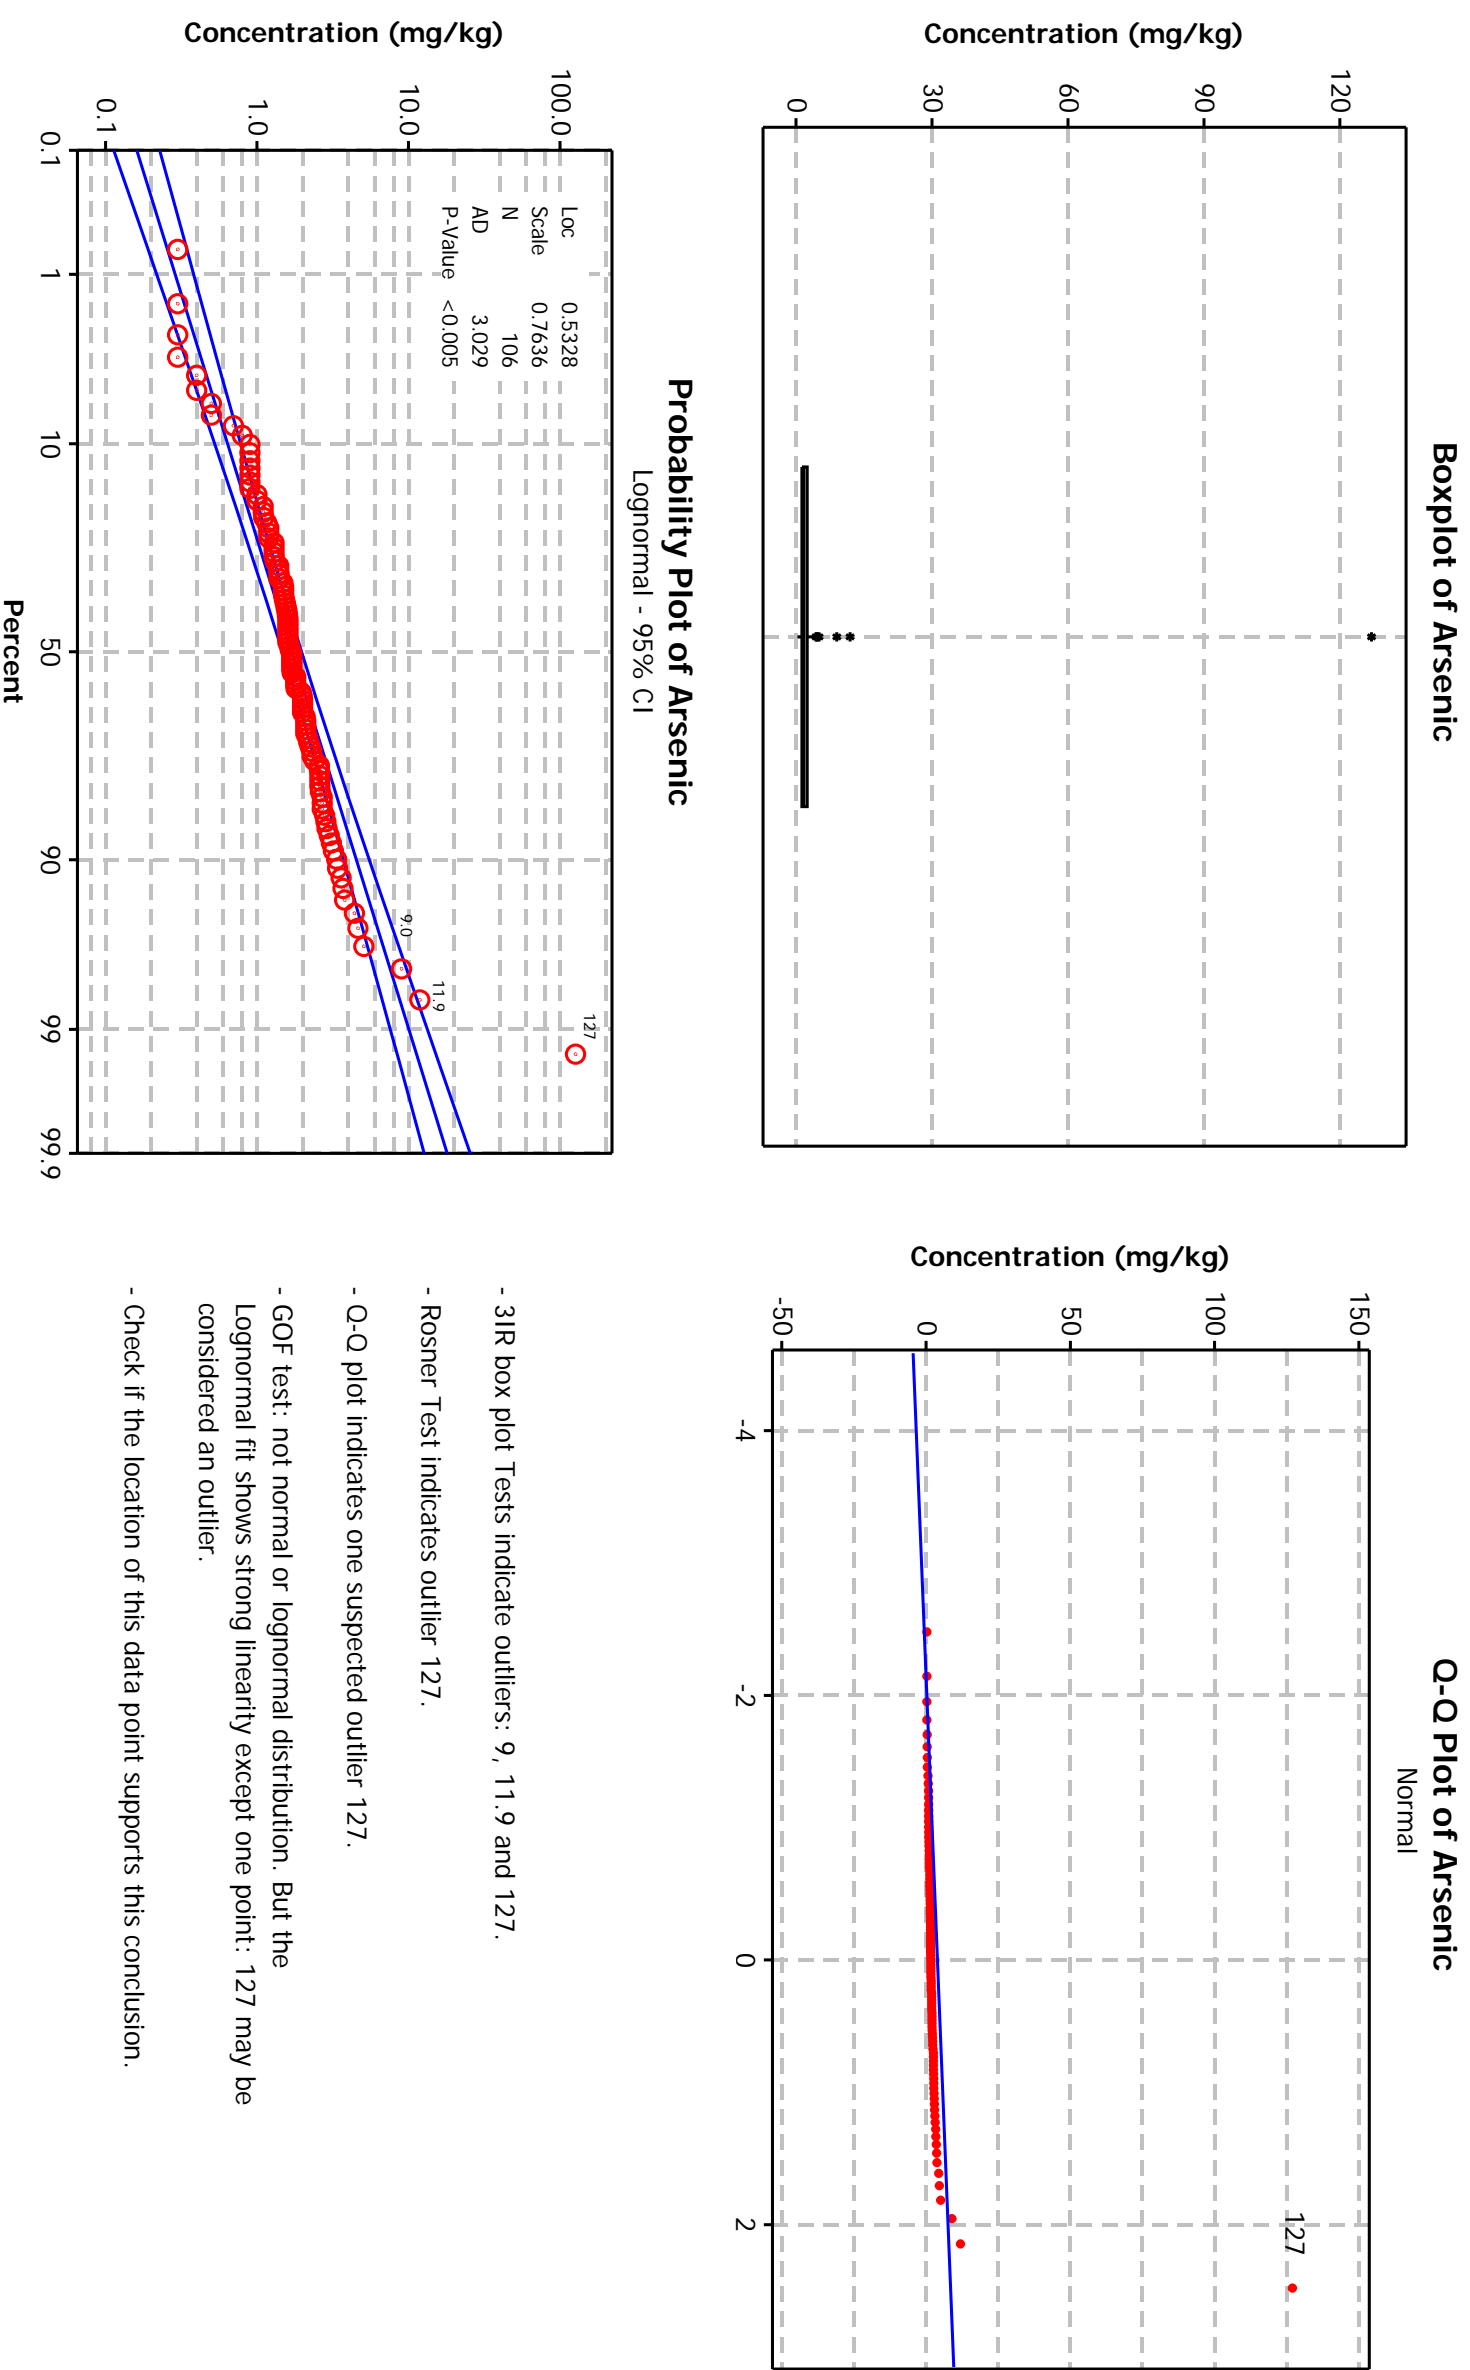 Boxplot of Arsenic
Concentration (mg/kg)
120
90
60
30
0
Q-Q Plot of Arsenic
Normal
Concentration (mg/kg)
150
100
50
0
-50
-4
-2
0
2
127
Probability Plot of Arsenic
Lognormal - 95% CI
Concentration (mg/kg)
100.0
10.0
1.0
0.1
Loc 0.5328
Scale 0.7636
N 106
AD 3.029
P-Value <0.005
127
11.9
9.0
0.1
1
10
50
90
99
99.9
Percent
- 3IR box plot Tests indicate outliers: 9, 11.9 and 127.
- Rosner Test indicates outlier 127.
- Q-Q plot indicates one suspected outlier 127.
- GOF test: not normal or lognormal distribution. But the
Lognormal fit shows strong linearity except one point: 127 may be
considered an outlier.
- Check if the location of this data point supports this conclusion.